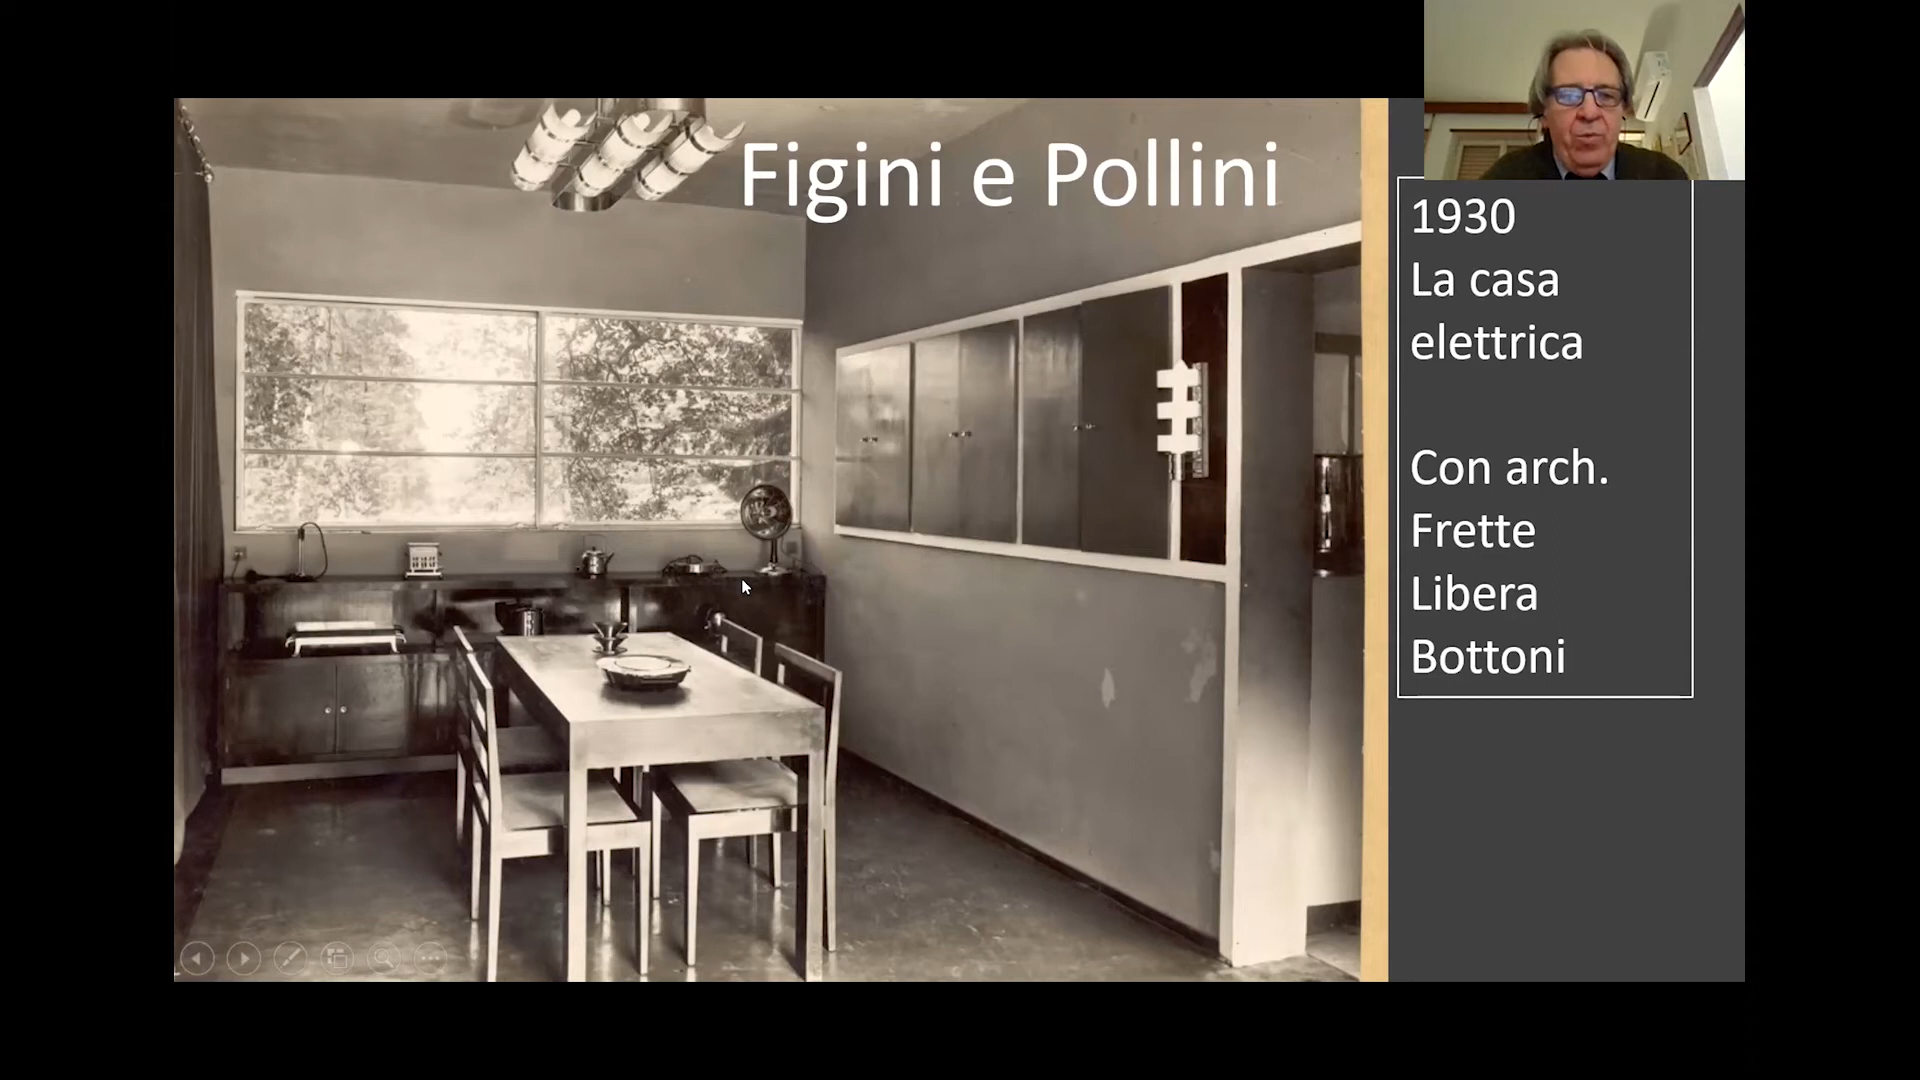 Figini e Pollini
1930
La casa
elettrica
Con arch.
Frette
Libera
Bottoni